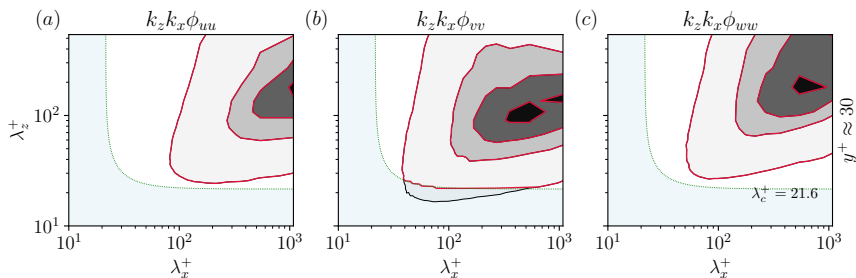 (a) k_z k_x ϕ_uu
(b) k_z k_x ϕ_vv
(c) k_z k_x ϕ_ww
λ_z^+
10^2
10^1
y^+ ≈ 30
λ_c^+ = 21.6
10^1 10^2 10^3
10^1 10^2 10^3
10^1 10^2 10^3
λ_x^+
λ_x^+
λ_x^+